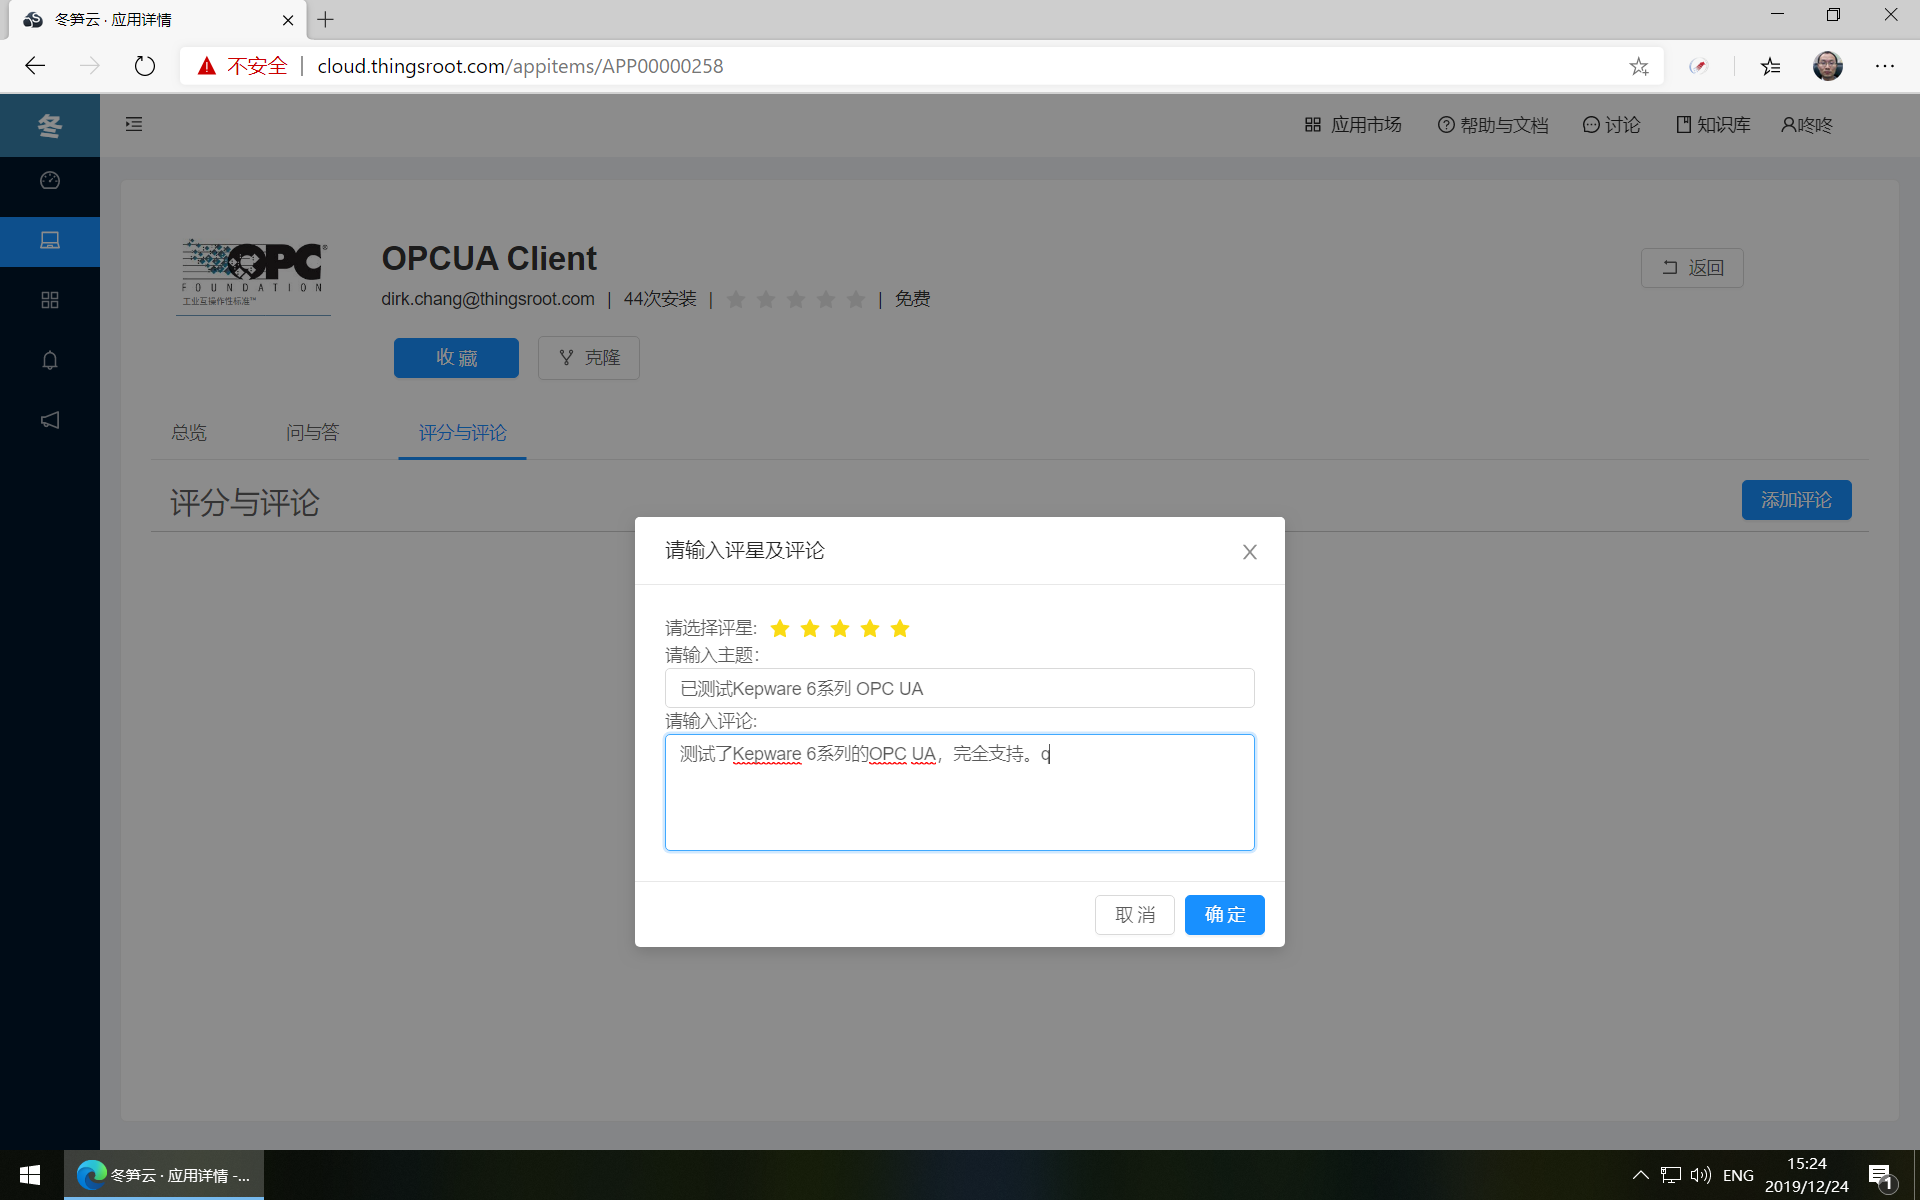 冬笋云 · 应用详情
不安全 | cloud.thingsroot.com/appitems/APP00000258
冬
应用市场 帮助与文档 讨论 知识库 咚咚
OPC
FOUNDATION
工业互操作性标准™
OPCUA Client
dirk.chang@thingsroot.com | 44次安装 | | 免费
返回
收藏 克隆
总览 问与答 评分与评论
评分与评论 添加评论
请输入评星及评论
请选择评星:
请输入主题:
已测试Kepware 6系列 OPC UA
请输入评论:
测试了Kepware 6系列的OPC UA，完全支持。q
取消 确定
冬笋云 · 应用详情 -...
ENG
15:24
2019/12/24
1